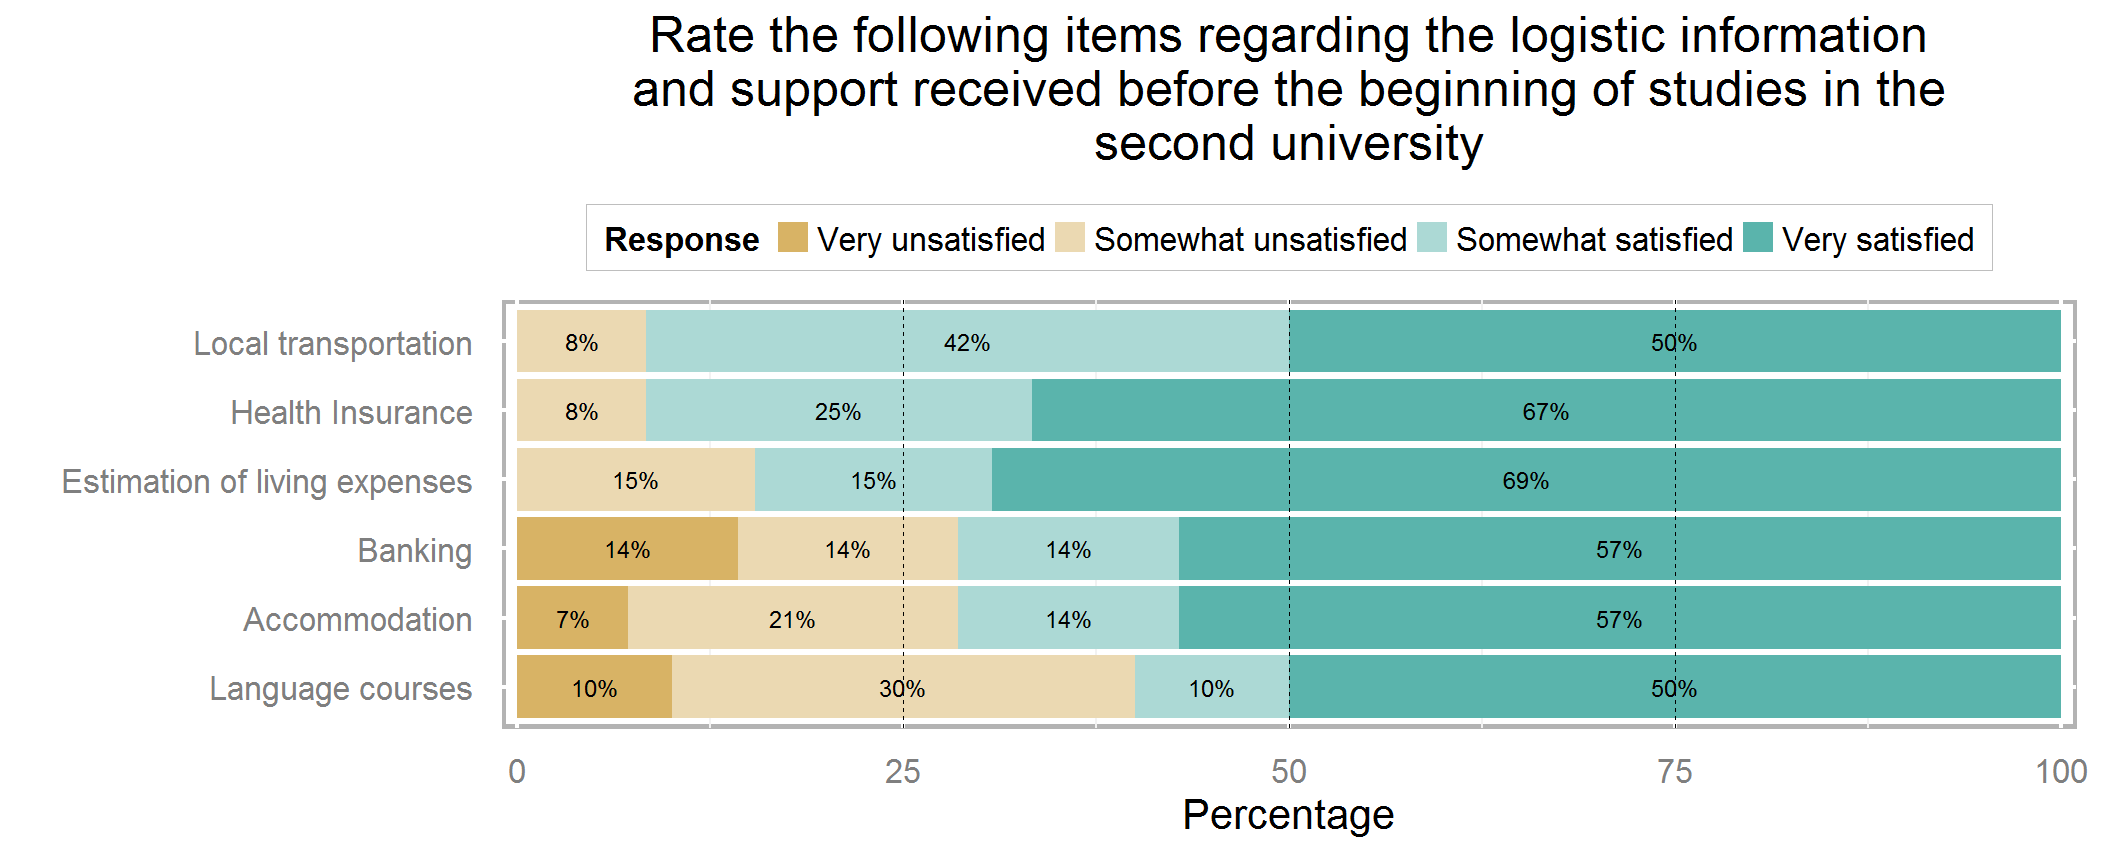 Rate the following items regarding the logistic information
and support received before the beginning of studies in the
second university
Response Very unsatisfied Somewhat unsatisfied Somewhat satisfied Very satisfied
Local transportation 8% 42% 50%
Health Insurance 8% 25% 67%
Estimation of living expenses 15% 15% 69%
Banking 14% 14% 14% 57%
Accommodation 7% 21% 14% 57%
Language courses 10% 30% 10% 50%
0 25 50 75 100
Percentage